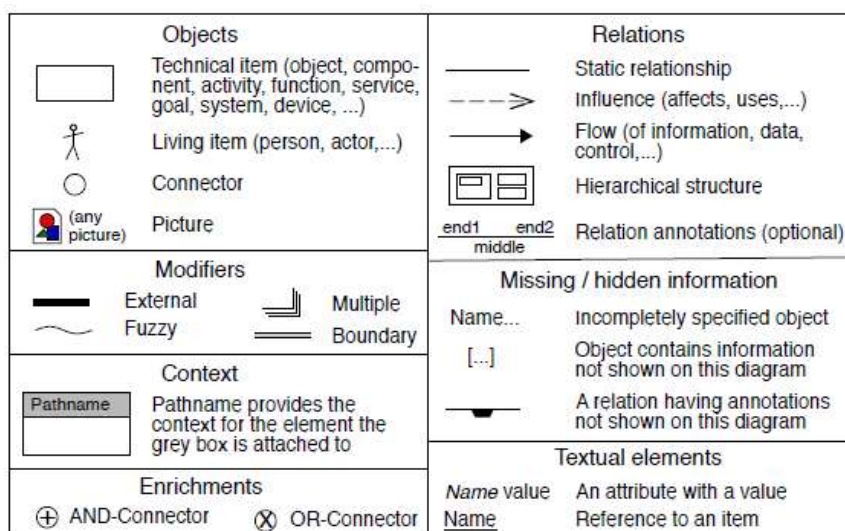 Objects
Technical item (object, compo-
nent, activity, function, service,
goal, system, device, ...)
Living item (person, actor,...)
Connector
(any
picture)
Picture
Modifiers
External
Multiple
Fuzzy
Boundary
Context
Pathname
Pathname provides the
context for the element the
grey box is attached to
Enrichments
AND-Connector
OR-Connector
Relations
Static relationship
Influence (affects, uses,...)
Flow (of information, data,
control,...)
Hierarchical structure
end1 end2
middle
Relation annotations (optional)
Missing / hidden information
Name... Incompletely specified object
[...] Object contains information
not shown on this diagram
A relation having annotations
not shown on this diagram
Textual elements
Name value An attribute with a value
Name Reference to an item